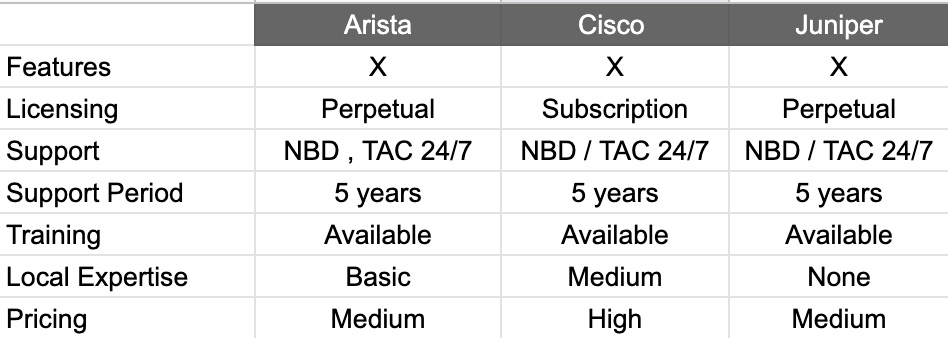 Arista Cisco Juniper
Features X X X
Licensing Perpetual Subscription Perpetual
Support NBD , TAC 24/7 NBD / TAC 24/7 NBD / TAC 24/7
Support Period 5 years 5 years 5 years
Training Available Available Available
Local Expertise Basic Medium None
Pricing Medium High Medium